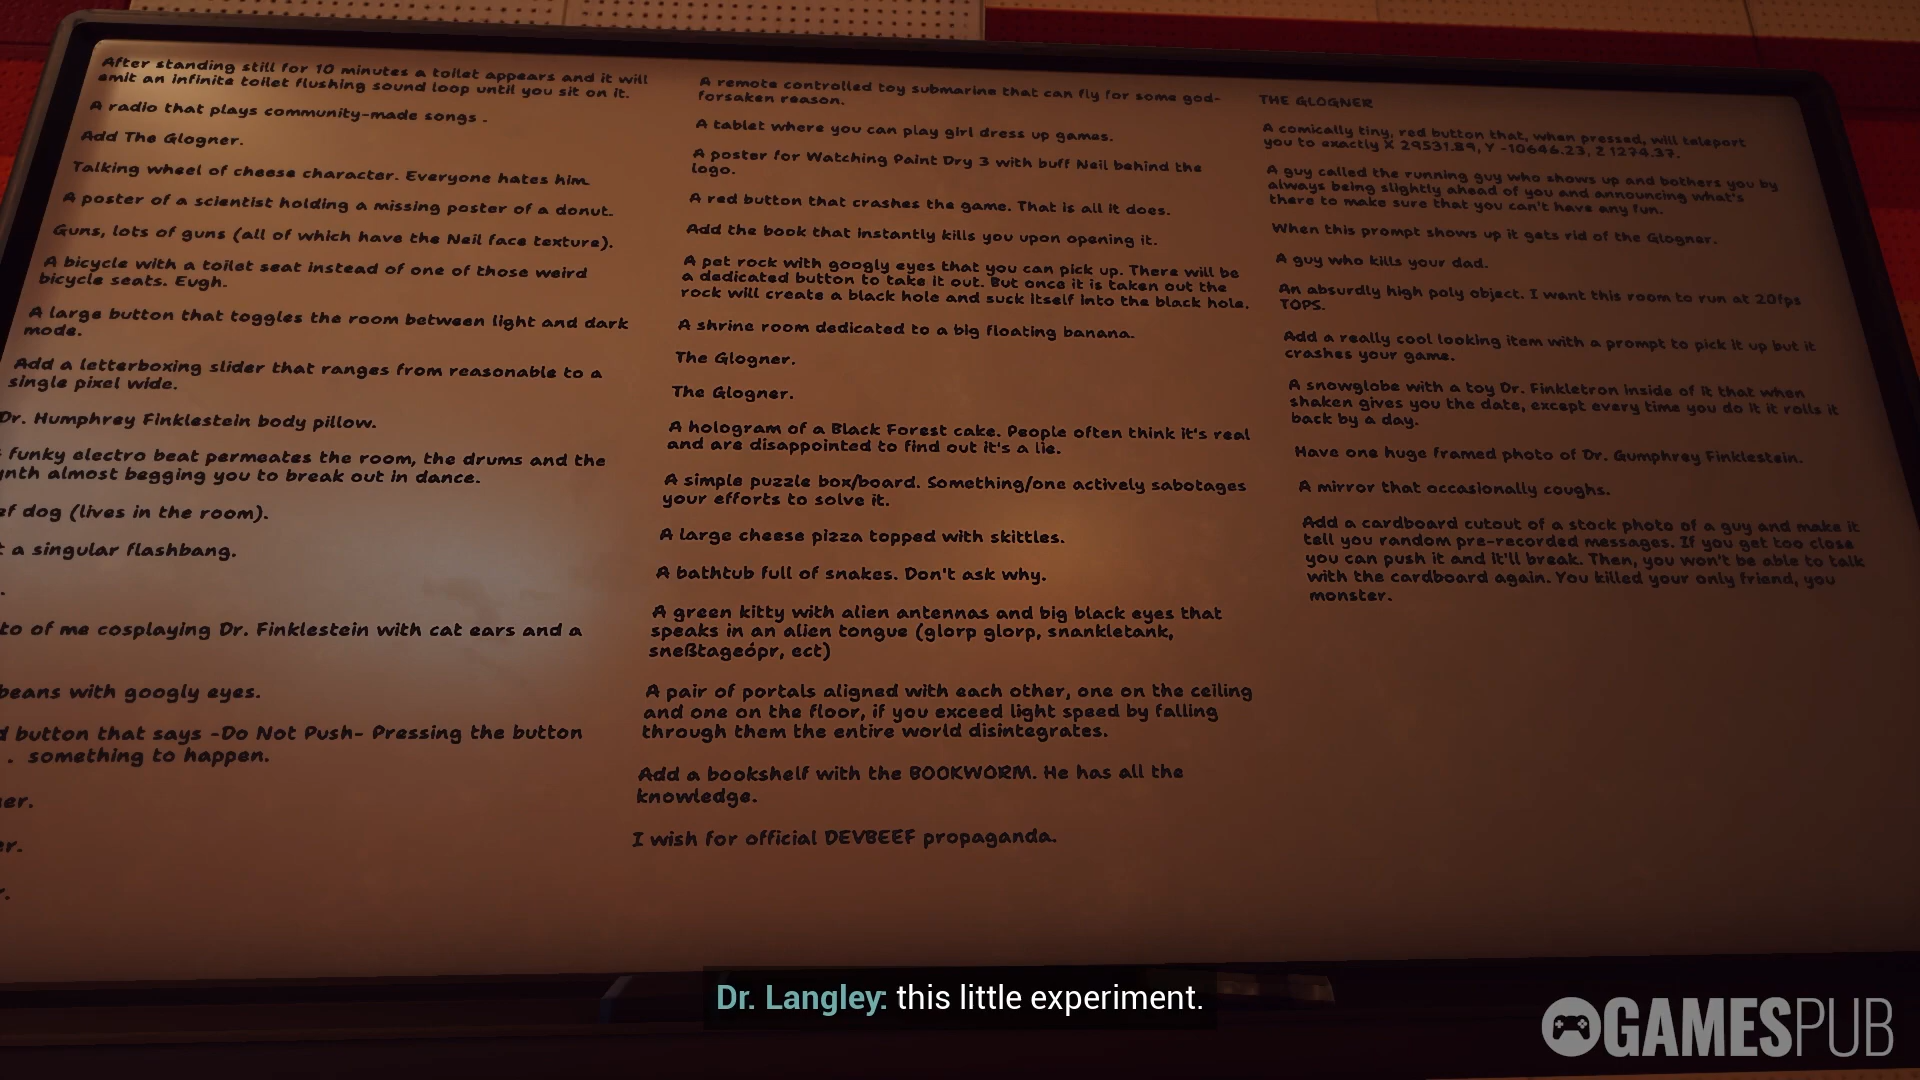 After standing still for 10 minutes a toilet appears and it will
emit an infinite toilet flushing sound loop until you sit on it.
A radio that plays community-made songs .
Add The Glogner.
Talking wheel of cheese character. Everyone hates him.
A poster of a scientist holding a missing poster of a donut.
Guns, lots of guns (all of which have the Neil face texture).
A bicycle with a toilet seat instead of one of those weird
bicycle seats. Eugh.
A large button that toggles the room between light and dark
mode.
Add a letterboxing slider that ranges from reasonable to a
single pixel wide.
Dr. Humphrey Finklestein body pillow.
funky electro beat permeates the room, the drums and the
nth almost begging you to break out in dance.
ef dog (lives in the room).
t a singular flashbang.
.
to of me cosplaying Dr. Finklestein with cat ears and a
beans with googly eyes.
d button that says -Do Not Push- Pressing the button
. something to happen.
er.
er.
r.
A remote controlled toy submarine that can fly for some god-
forsaken reason.
A tablet where you can play girl dress up games.
A poster for Watching Paint Dry 3 with buff Neil behind the
logo.
A red button that crashes the game. That is all it does.
Add the book that instantly kills you upon opening it.
A pet rock with googly eyes that you can pick up. There will be
a dedicated button to take it out. But once it is taken out the
rock will create a black hole and suck itself into the black hole.
A shrine room dedicated to a big floating banana.
The Glogner.
The Glogner.
A hologram of a Black Forest cake. People often think it's real
and are disappointed to find out it's a lie.
A simple puzzle box/board. Something/one actively sabotages
your efforts to solve it.
A large cheese pizza topped with skittles.
A bathtub full of snakes. Don't ask why.
A green kitty with alien antennas and big black eyes that
speaks in an alien tongue (glorp glorp, snankletank,
sneßtageópr, ect)
A pair of portals aligned with each other, one on the ceiling
and one on the floor, if you exceed light speed by falling
through them the entire world disintegrates.
Add a bookshelf with the BOOKWORM. He has all the
knowledge.
I wish for official DEVBEEF propaganda.
THE GLOGNER
A comically tiny, red button that, when pressed, will teleport
you to exactly X 29531.89, Y -10646.23, Z 1274.37.
A guy called the running guy who shows up and bothers you by
always being slightly ahead of you and announcing what's
there to make sure that you can't have any fun.
When this prompt shows up it gets rid of the Glogner.
A guy who kills your dad.
An absurdly high poly object. I want this room to run at 20fps
TOPS.
Add a really cool looking item with a prompt to pick it up but it
crashes your game.
A snowglobe with a toy Dr. Finkletron inside of it that when
shaken gives you the date, except every time you do it it rolls it
back by a day.
Have one huge framed photo of Dr. Gumphrey Finklestein.
A mirror that occasionally coughs.
Add a cardboard cutout of a stock photo of a guy and make it
tell you random pre-recorded messages. If you get too close
you can push it and it'll break. Then, you won't be able to talk
with the cardboard again. You killed your only friend, you
monster.
Dr. Langley: this little experiment.
GAMESPUB